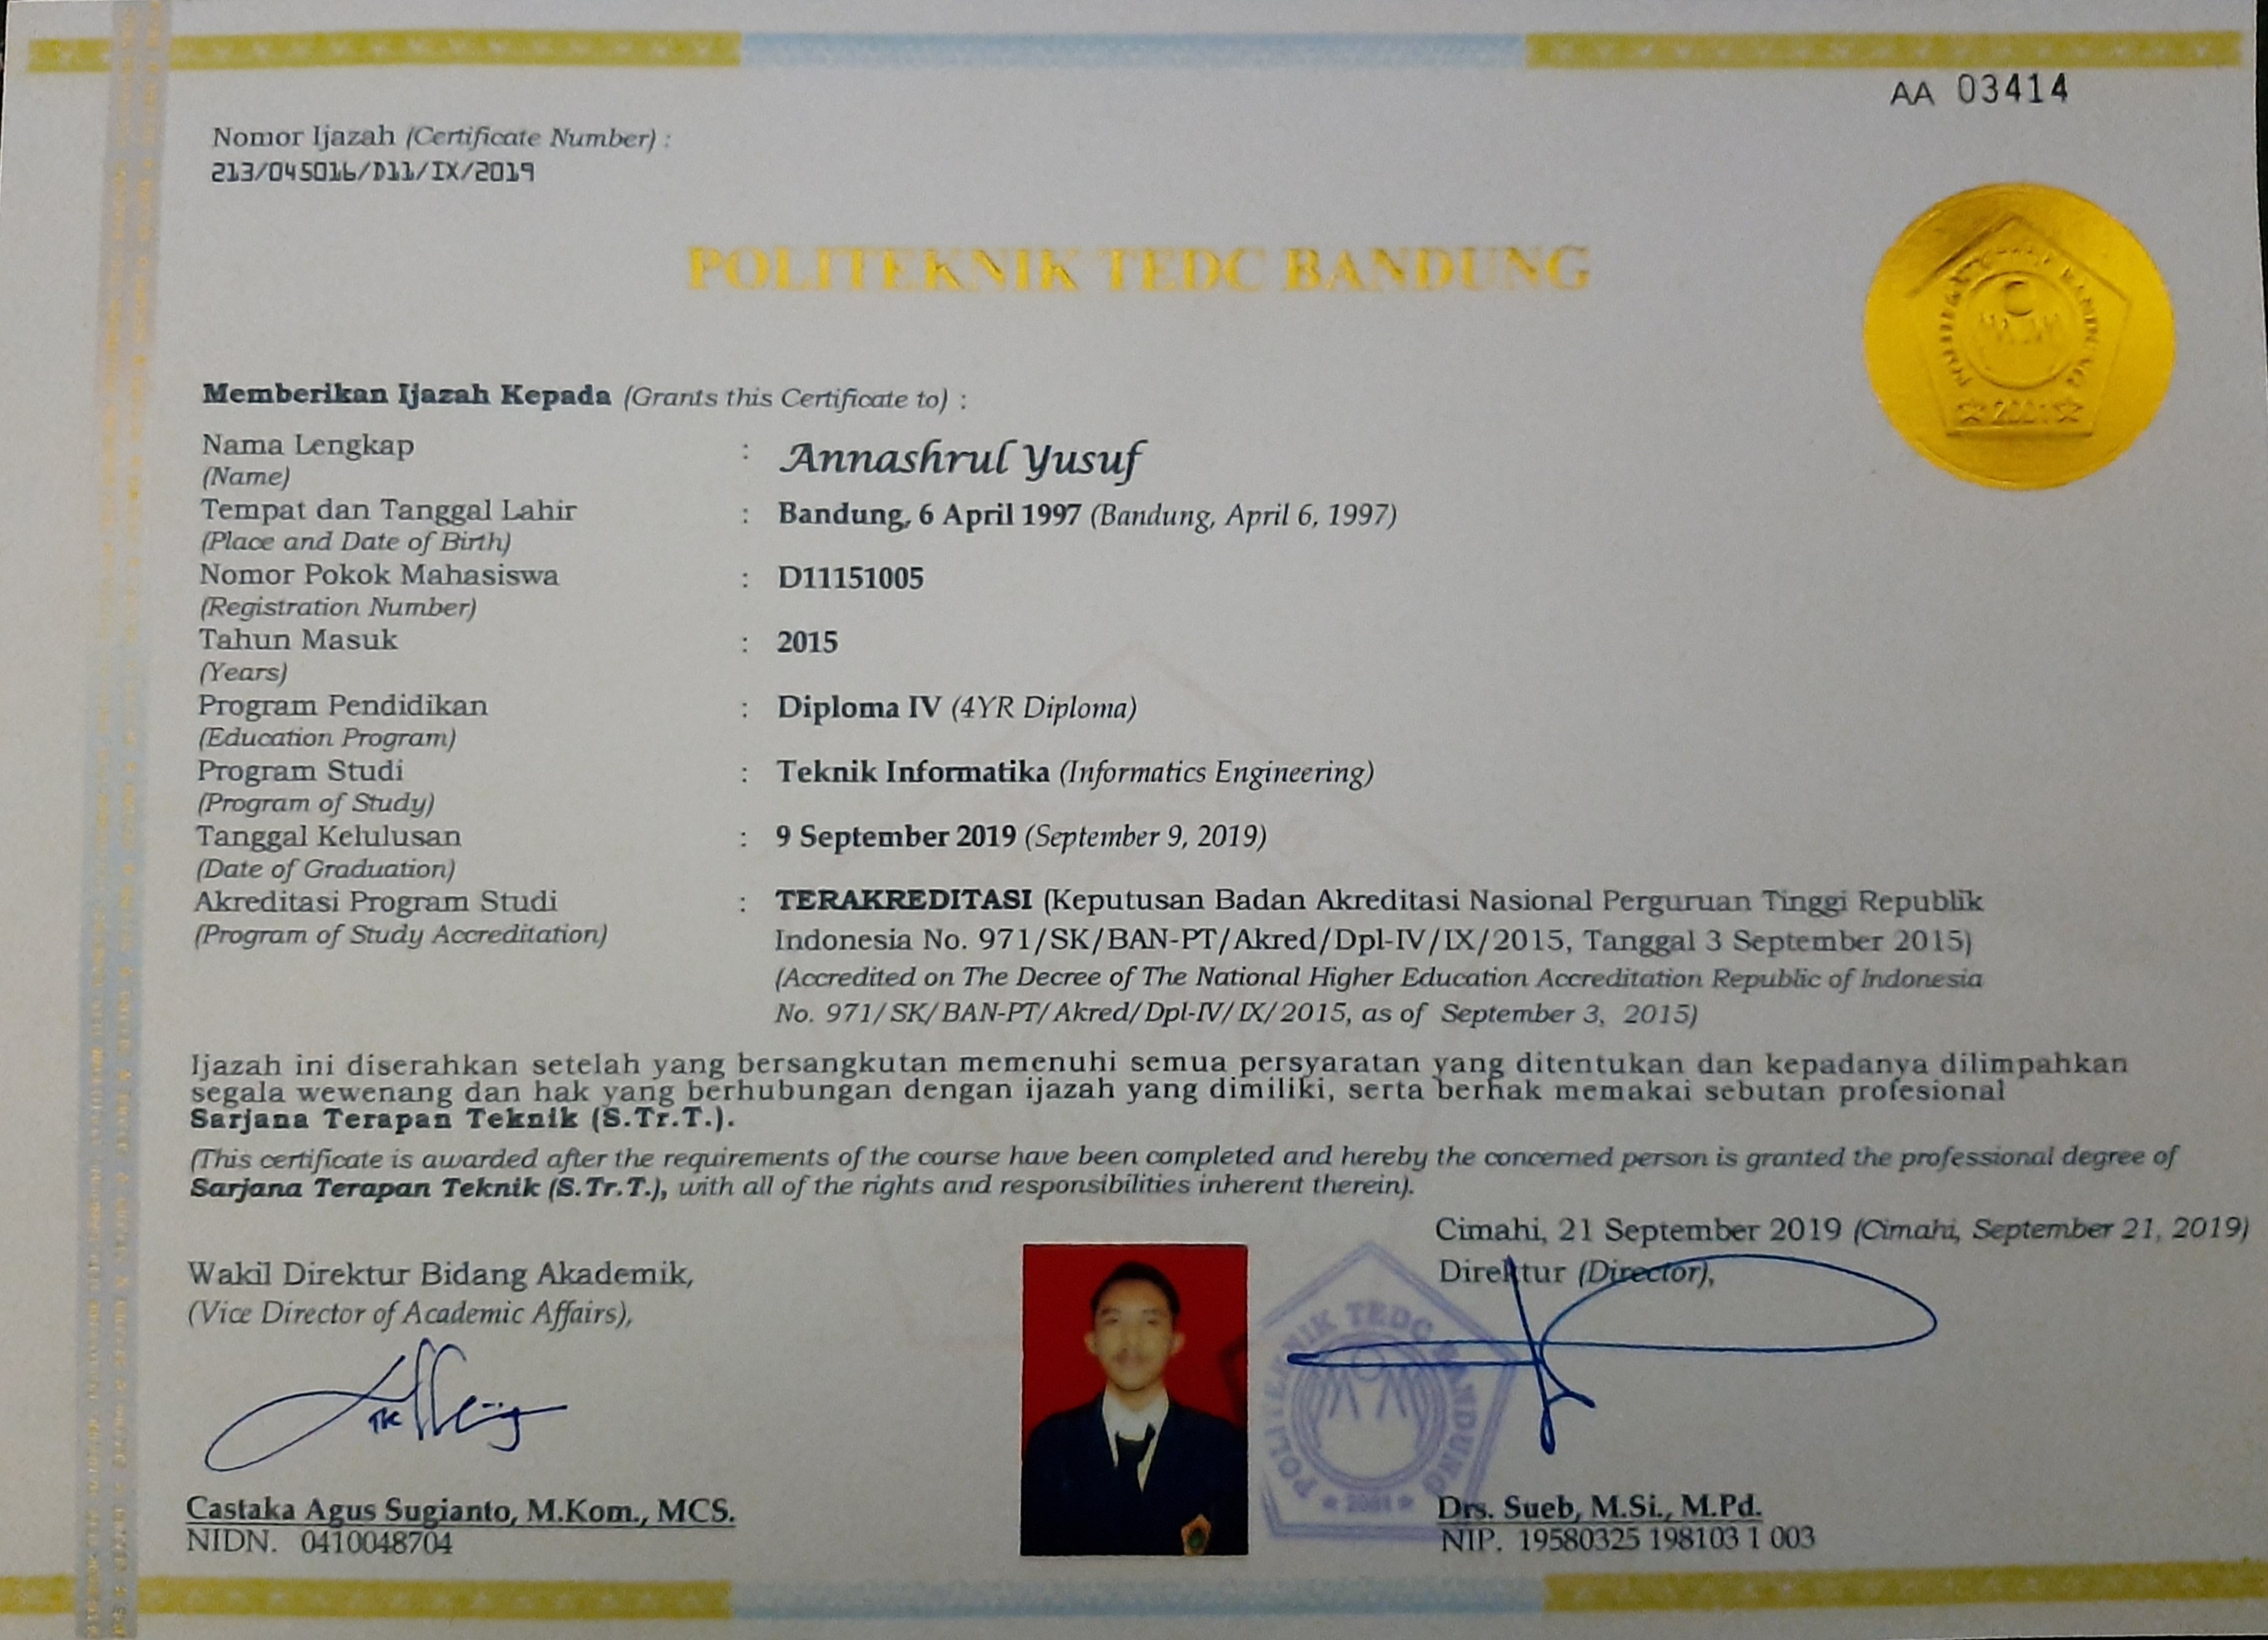 AA 03414
Nomor Ijazah (Certificate Number) :
213/045016/D11/IX/2019
POLITEKNIK TEDC BANDUNG
2001
Memberikan Ijazah Kepada (Grants this Certificate to) :
Nama Lengkap : Annashrul Yusuf
(Name)
Tempat dan Tanggal Lahir : Bandung, 6 April 1997 (Bandung, April 6, 1997)
(Place and Date of Birth)
Nomor Pokok Mahasiswa : D11151005
(Registration Number)
Tahun Masuk : 2015
(Years)
Program Pendidikan : Diploma IV (4YR Diploma)
(Education Program)
Program Studi : Teknik Informatika (Informatics Engineering)
(Program of Study)
Tanggal Kelulusan : 9 September 2019 (September 9, 2019)
(Date of Graduation)
Akreditasi Program Studi : TERAKREDITASI (Keputusan Badan Akreditasi Nasional Perguruan Tinggi Republik
(Program of Study Accreditation) Indonesia No. 971/SK/BAN-PT/Akred/Dpl-IV/IX/2015, Tanggal 3 September 2015)
(Accredited on The Decree of The National Higher Education Accreditation Republic of Indonesia
No. 971/SK/BAN-PT/Akred/Dpl-IV/IX/2015, as of September 3, 2015)
Ijazah ini diserahkan setelah yang bersangkutan memenuhi semua persyaratan yang ditentukan dan kepadanya dilimpahkan
segala wewenang dan hak yang berhubungan dengan ijazah yang dimiliki, serta berhak memakai sebutan profesional
Sarjana Terapan Teknik (S.Tr.T.).
(This certificate is awarded after the requirements of the course have been completed and hereby the concerned person is granted the professional degree of
Sarjana Terapan Teknik (S.Tr.T.), with all of the rights and responsibilities inherent therein).
Cimahi, 21 September 2019 (Cimahi, September 21, 2019)
Wakil Direktur Bidang Akademik,
(Vice Director of Academic Affairs),
Direktur (Director),
POLITEKNIK TEDC BANDUNG
2001
Castaka Agus Sugianto, M.Kom., MCS.
NIDN. 0410048704
Drs. Sueb, M.Si., M.Pd.
NIP. 19580325 198103 1 003